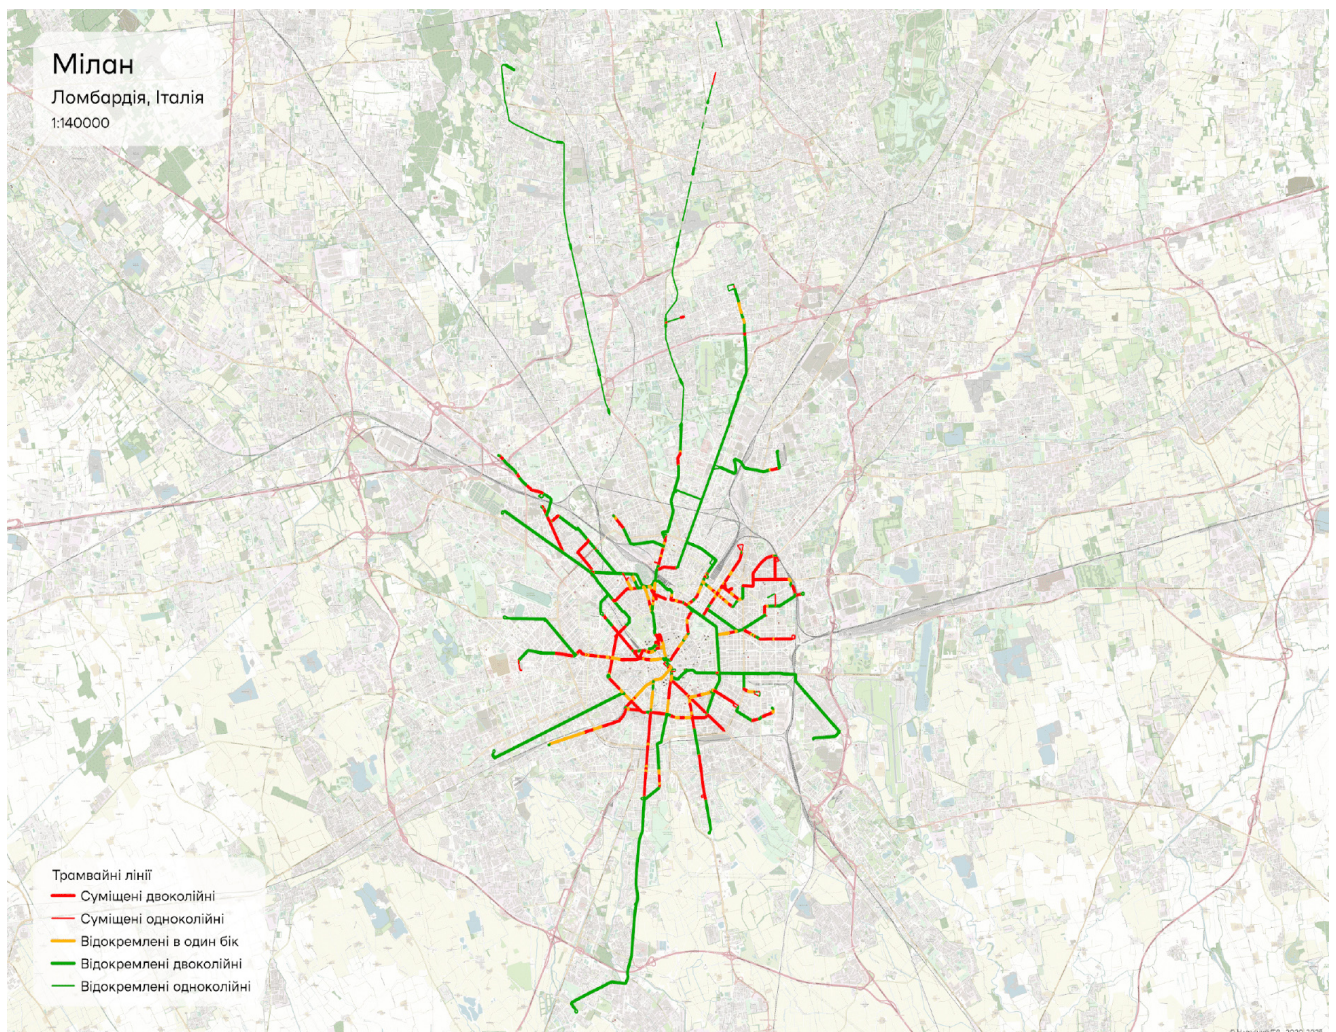 Мілан
Ломбардія, Італія
1:140000
Трамвайні лінії
Суміщені двоколійні
Суміщені одноколійні
Відокремлені в один бік
Відокремлені двоколійні
Відокремлені одноколійні